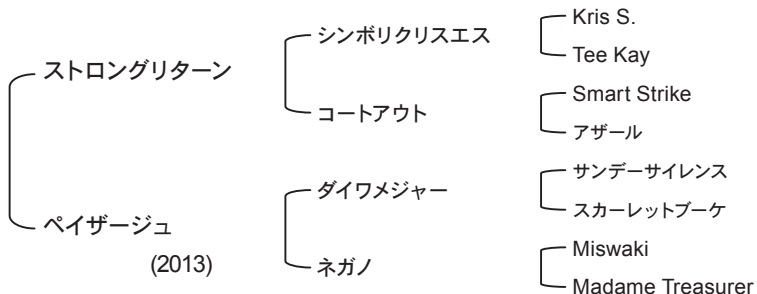 ストロングリターン
シンボリクリスエス
Kris S.
Tee Kay
コートアウト
Smart Strike
アザール
ペイザージュ
(2013)
ダイワメジャー
サンデーサイレンス
スカーレットブーケ
ネガノ
Miswaki
Madame Treasurer